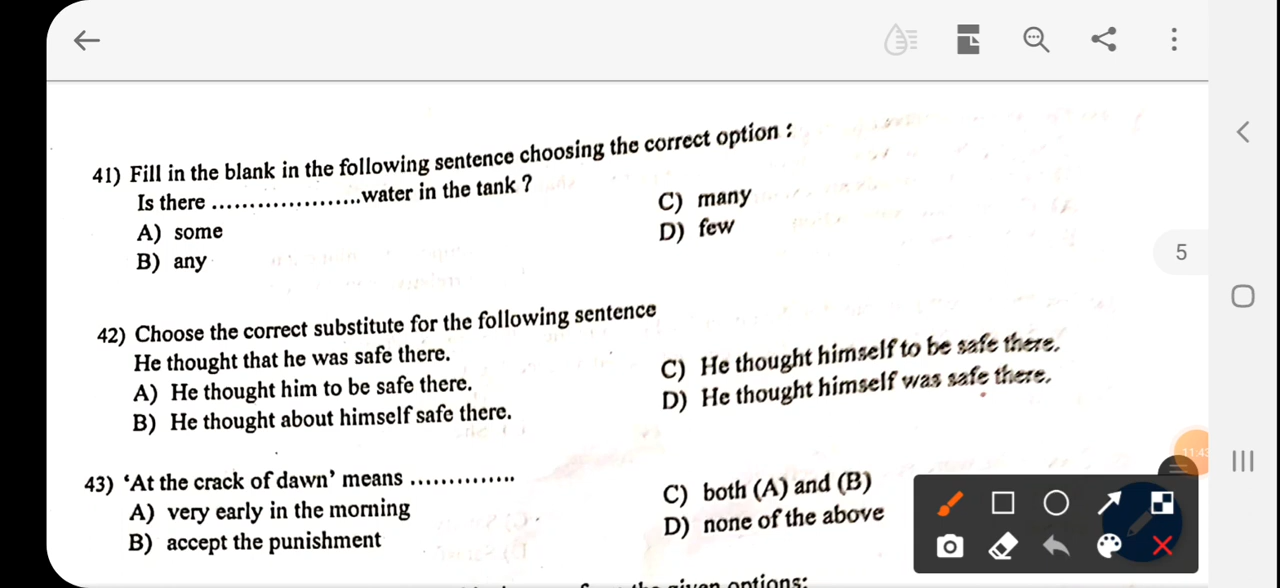 41) Fill in the blank in the following sentence choosing the correct option :
Is there ....................water in the tank ?
A) some
B) any
C) many
D) few
5
42) Choose the correct substitute for the following sentence
He thought that he was safe there.
A) He thought him to be safe there.
B) He thought about himself safe there.
C) He thought himself to be safe there.
D) He thought himself was safe there.
43) ‘At the crack of dawn’ means ..............
A) very early in the morning
B) accept the punishment
C) both (A) and (B)
D) none of the above
given options: